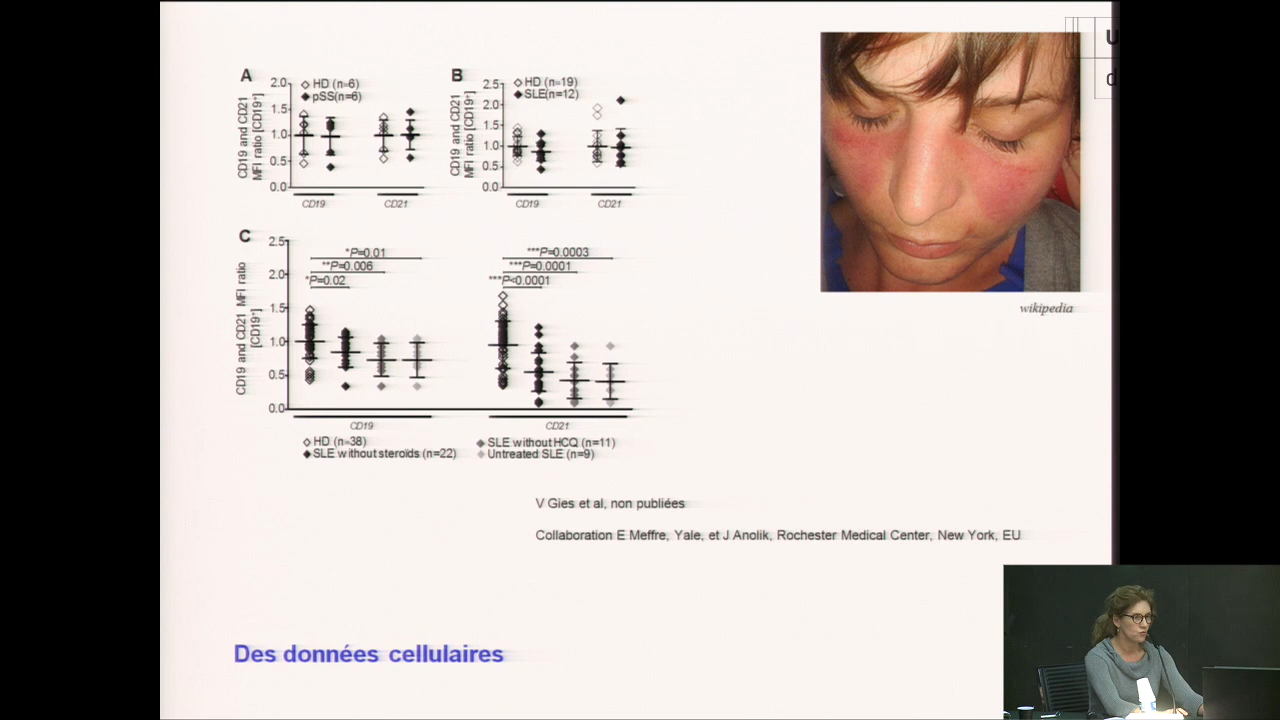 A
CD19 and CD21
MFI ratio [CD19⁺]
2.0
1.5
1.0
0.5
0.0
HD (n=6)
pSS(n=6)
CD19
CD21
B
CD19 and CD21
MFI ratio [CD19⁺]
2.5
2.0
1.5
1.0
0.5
0.0
HD (n=19)
SLE(n=12)
CD19
CD21
C
CD19 and CD21 MFI ratio
[CD19⁺]
2.5
2.0
1.5
1.0
0.5
0.0
*P=0.01
**P=0.006
*P=0.02
***P=0.0003
***P=0.0001
***P<0.0001
CD19
CD21
HD (n=38)
SLE without steroids (n=22)
SLE without HCQ (n=11)
Untreated SLE (n=9)
U
d
wikipedia
V Gies et al, non publiées
Collaboration E Meffre, Yale, et J Anolik, Rochester Medical Center, New York, EU
Des données cellulaires